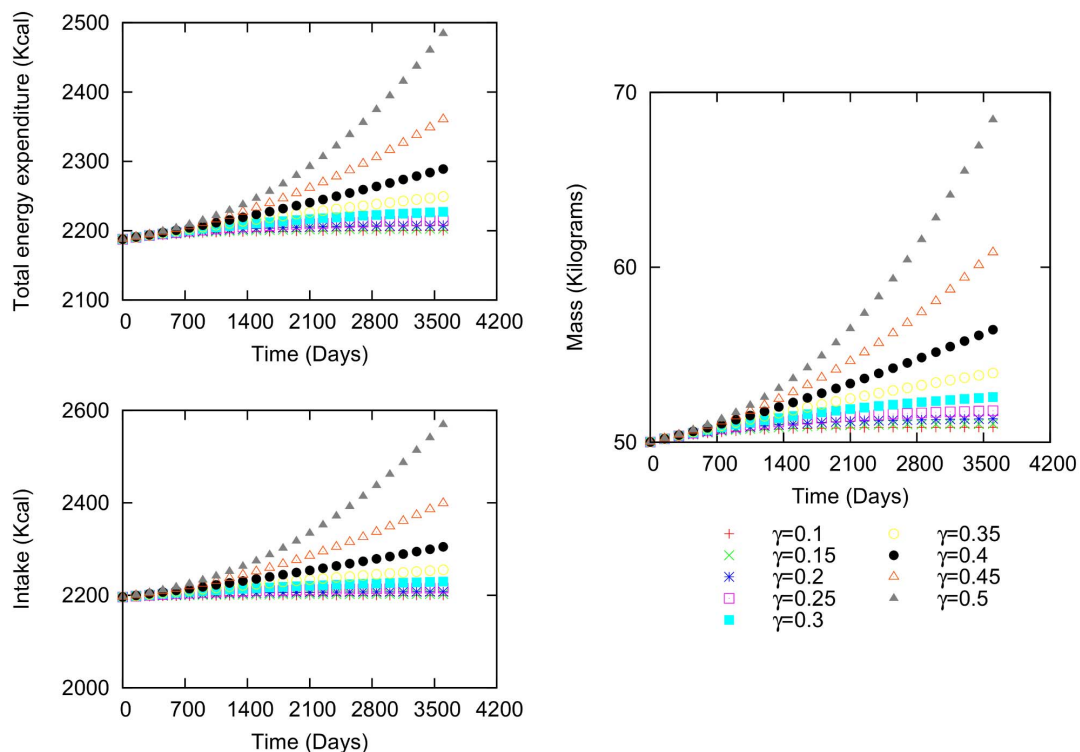 Total energy expenditure (Kcal)
2500
2400
2300
2200
2100
0 700 1400 2100 2800 3500 4200
Time (Days)
Intake (Kcal)
2600
2400
2200
2000
0 700 1400 2100 2800 3500 4200
Time (Days)
Mass (Kilograms)
70
60
50
0 700 1400 2100 2800 3500 4200
Time (Days)
γ=0.1
γ=0.15
γ=0.2
γ=0.25
γ=0.3
γ=0.35
γ=0.4
γ=0.45
γ=0.5